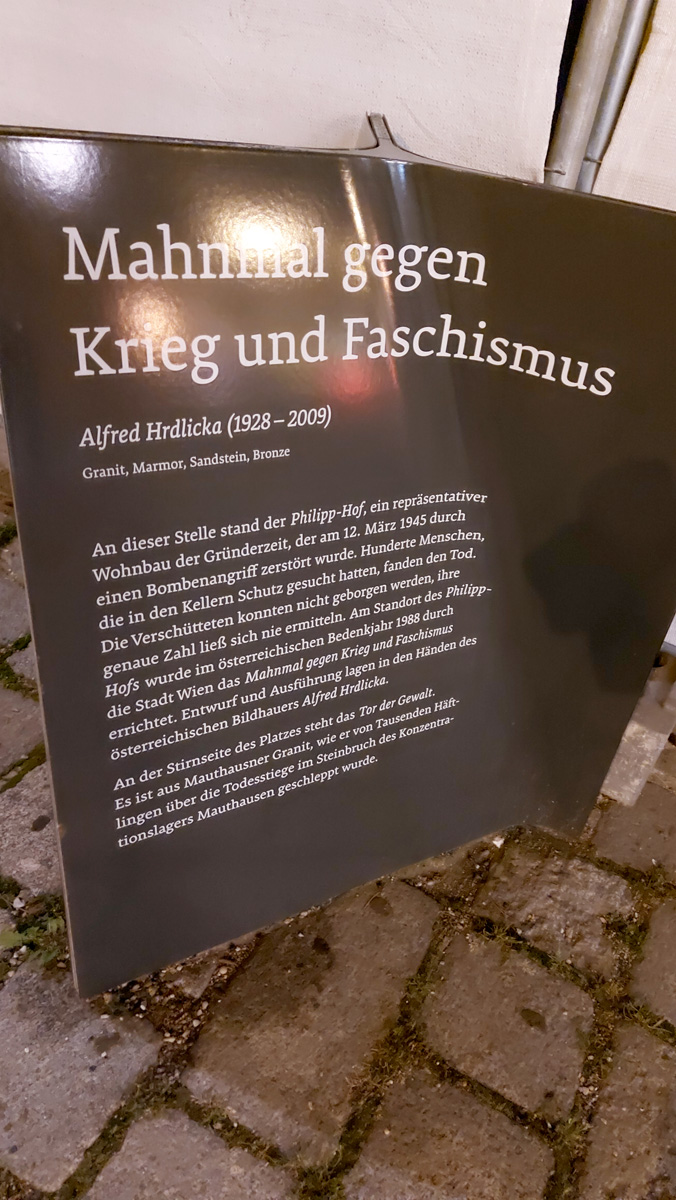 Mahnmal gegen
Krieg und Faschismus
Alfred Hrdlicka (1928 – 2009)
Granit, Marmor, Sandstein, Bronze
An dieser Stelle stand der Philipp-Hof, ein repräsentativer
Wohnbau der Gründerzeit, der am 12. März 1945 durch
einen Bombenangriff zerstört wurde. Hunderte Menschen,
die in den Kellern Schutz gesucht hatten, fanden den Tod.
Die Verschütteten konnten nicht geborgen werden, ihre
genaue Zahl ließ sich nie ermitteln. Am Standort des Philipp-
Hofs wurde im österreichischen Bedenkjahr 1988 durch
die Stadt Wien das Mahnmal gegen Krieg und Faschismus
errichtet. Entwurf und Ausführung lagen in den Händen des
österreichischen Bildhauers Alfred Hrdlicka.
An der Stirnseite des Platzes steht das Tor der Gewalt.
Es ist aus Mauthausner Granit, wie er von Tausenden Häft-
lingen über die Todesstiege im Steinbruch des Konzentra-
tionslagers Mauthausen geschleppt wurde.